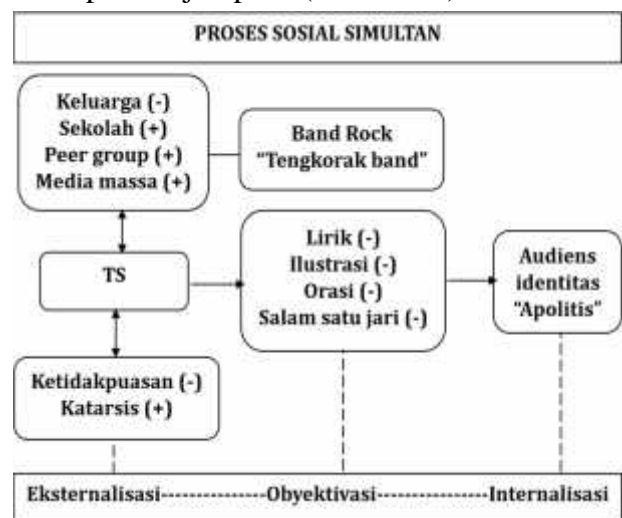 PROSES SOSIAL SIMULTAN
Keluarga (-)
Sekolah (+)
Peer group (+)
Media massa (+)
Band Rock
“Tengkorak band”
TS
Lirik (-)
Ilustrasi (-)
Orasi (-)
Salam satu jari (-)
Audiens
identitas
“Apolitis”
Ketidakpuasan (-)
Katarsis (+)
Eksternalisasi-------------Obyektivasi----------------Internalisasi